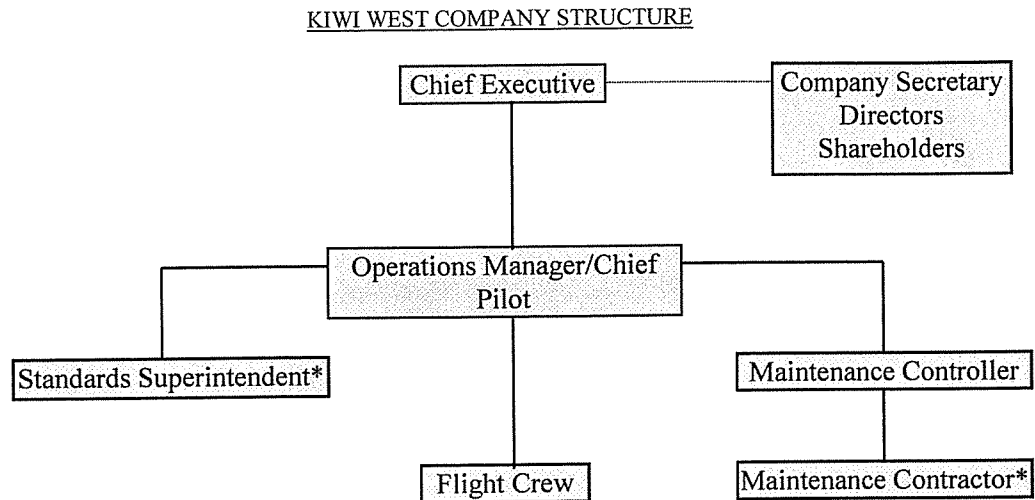 KIWI WEST COMPANY STRUCTURE
Chief Executive
Company Secretary
Directors
Shareholders
Operations Manager/Chief
Pilot
Standards Superintendent*
Maintenance Controller
Flight Crew
Maintenance Contractor*